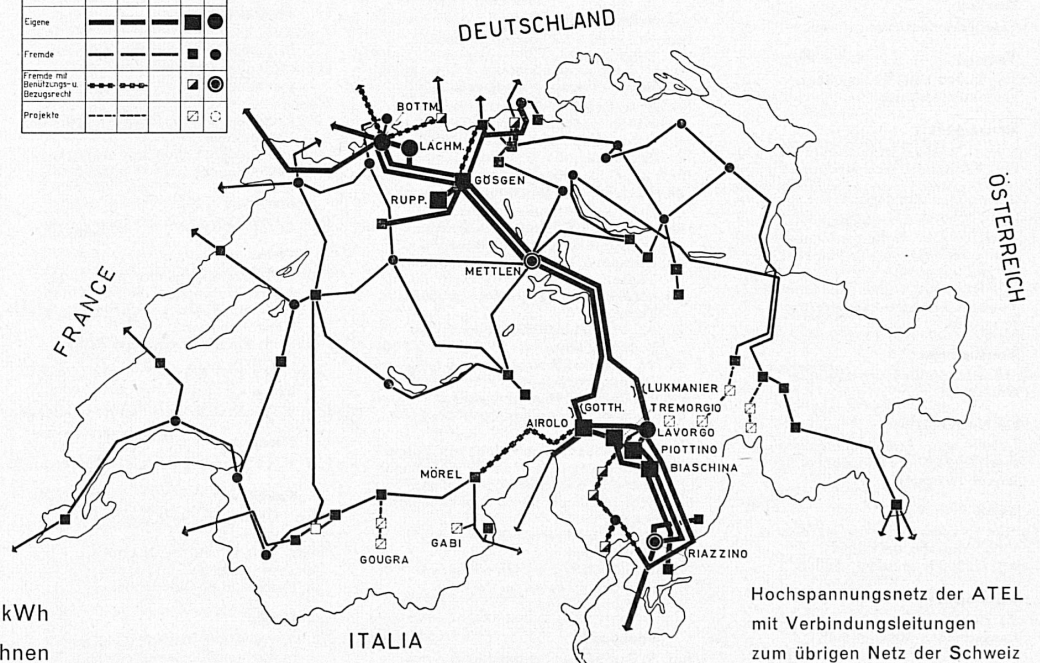 Eigene
Fremde
Fremde mit
Benützungs- u.
Bezugsrecht
Projekte
DEUTSCHLAND
BOTTM.
LACHM.
GÖSGEN
RUPP.
ÖSTERREICH
METTLEN
FRANCE
LUKMANIER
GOTTH.
TREMORGIO
AIROLO
LAVORGO
PIOTTINO
BIASCHINA
MÖREL
GABI
RIAZZINO
GOUGRA
kWh
hnen
ITALIA
Hochspannungsnetz der ATEL
mit Verbindungsleitungen
zum übrigen Netz der Schweiz